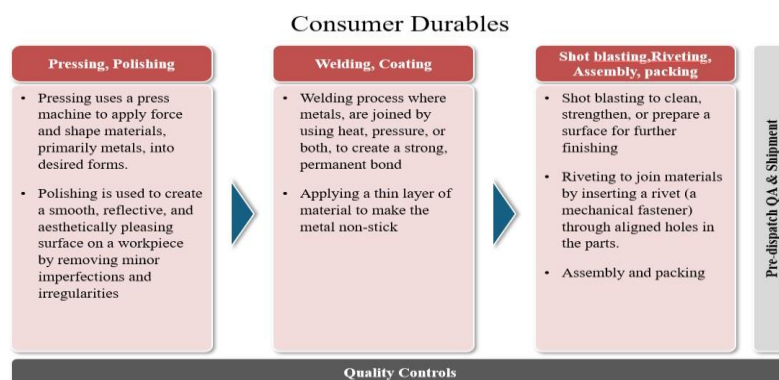 Consumer Durables
Pressing, Polishing
• Pressing uses a press
machine to apply force
and shape materials,
primarily metals, into
desired forms.
• Polishing is used to create
a smooth, reflective, and
aesthetically pleasing
surface on a workpiece
by removing minor
imperfections and
irregularities
Welding, Coating
• Welding process where
metals, are joined by
using heat, pressure, or
both, to create a strong,
permanent bond
• Applying a thin layer of
material to make the
metal non-stick
Shot blasting,Riveting,
Assembly, packing
• Shot blasting to clean,
strengthen, or prepare a
surface for further
finishing
• Riveting to join materials
by inserting a rivet (a
mechanical fastener)
through aligned holes in
the parts.
• Assembly and packing
Pre-dispatch QA & Shipment
Quality Controls